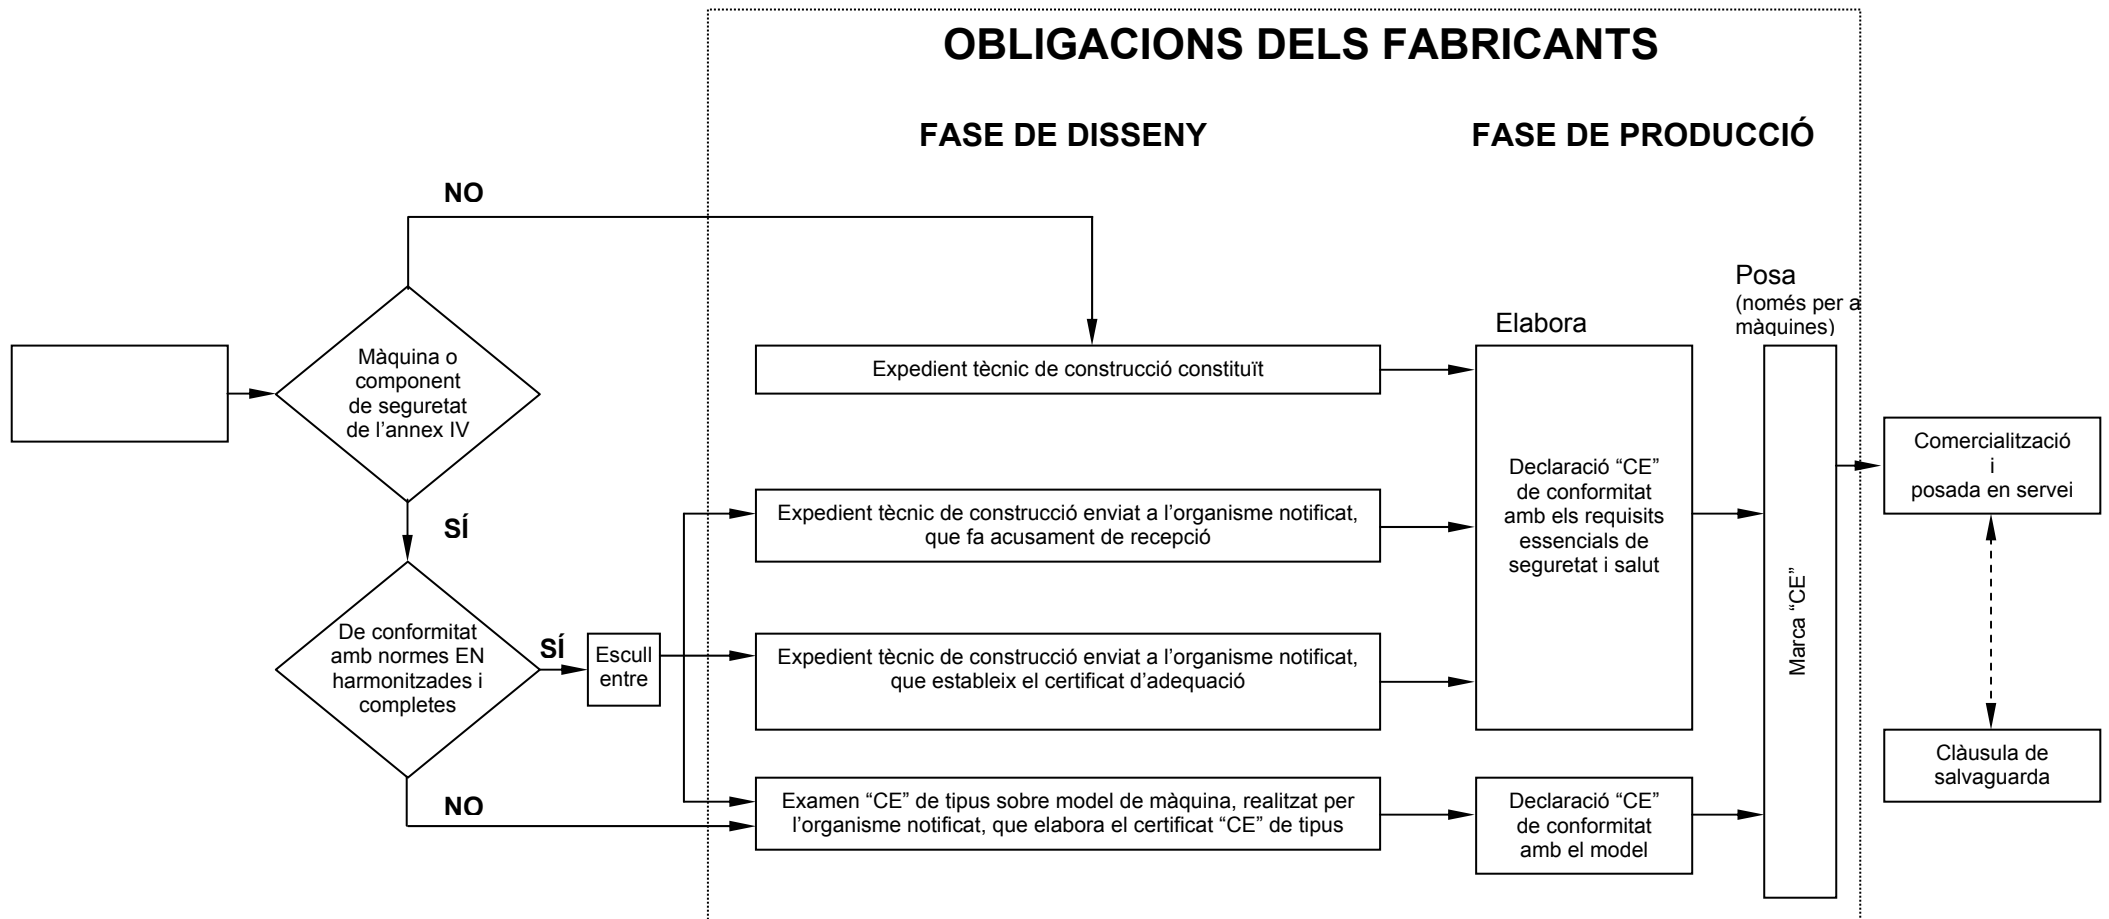 OBLIGACIONS DELS FABRICANTS
FASE DE DISSENY
FASE DE PRODUCCIÓ
NO
Màquina o
component
de seguretat
de l’annex IV
SÍ
De conformitat
amb normes EN
harmonitzades i
completes
SÍ
NO
Escull
entre
Expedient tècnic de construcció constituït
Expedient tècnic de construcció enviat a l’organisme notificat,
que fa acusament de recepció
Expedient tècnic de construcció enviat a l’organisme notificat,
que estableix el certificat d’adequació
Examen “CE” de tipus sobre model de màquina, realitzat per
l’organisme notificat, que elabora el certificat “CE” de tipus
Elabora
Declaració “CE”
de conformitat
amb els requisits
essencials de
seguretat i salut
Declaració “CE”
de conformitat
amb el model
Posa
(només per a
màquines)
Marca “CE”
Comercialització
i
posada en servei
Clàusula de
salvaguarda